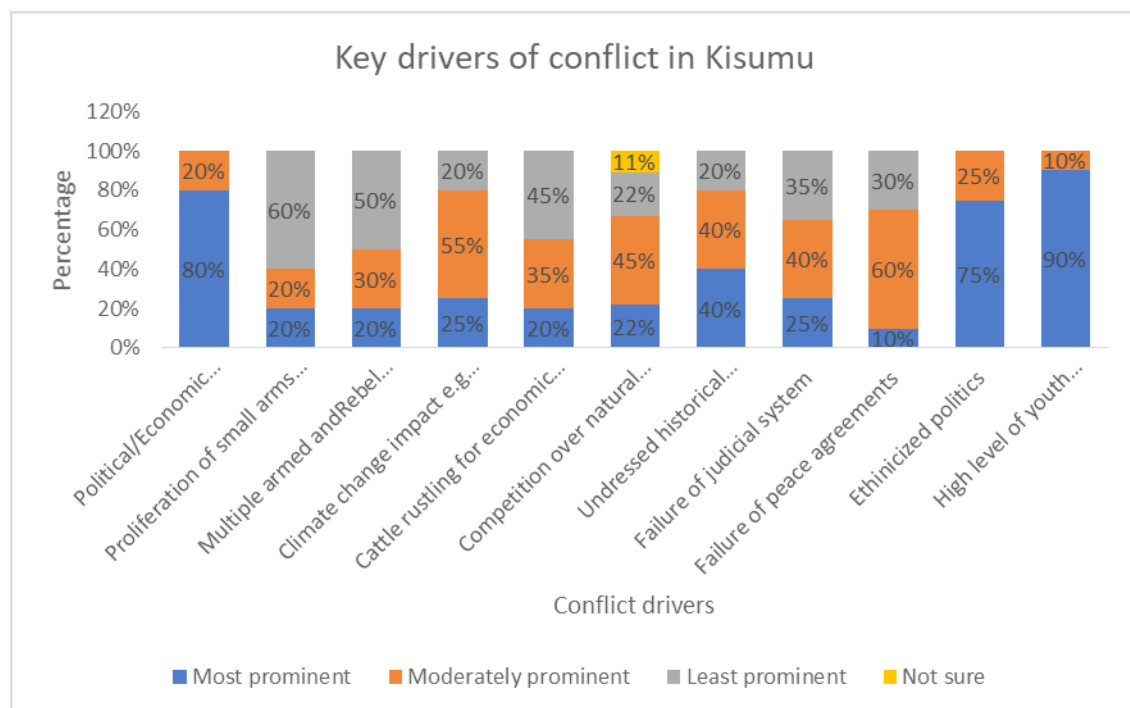 Key drivers of conflict in Kisumu
120%
100%
80%
60%
40%
20%
0%
Percentage
20%
80%
60%
20%
20%
50%
30%
20%
20%
55%
25%
45%
35%
20%
11%
22%
45%
22%
20%
40%
40%
35%
40%
25%
30%
60%
10%
25%
75%
10%
90%
Political/Economic...
Proliferation of small arms...
Multiple armed andRebel...
Climate change impact e.g...
Cattle rustling for economic...
Competition over natural...
Undressed historical...
Failure of judicial system
Failure of peace agreements
Ethinicized politics
High level of youth...
Conflict drivers
Most prominent
Moderately prominent
Least prominent
Not sure